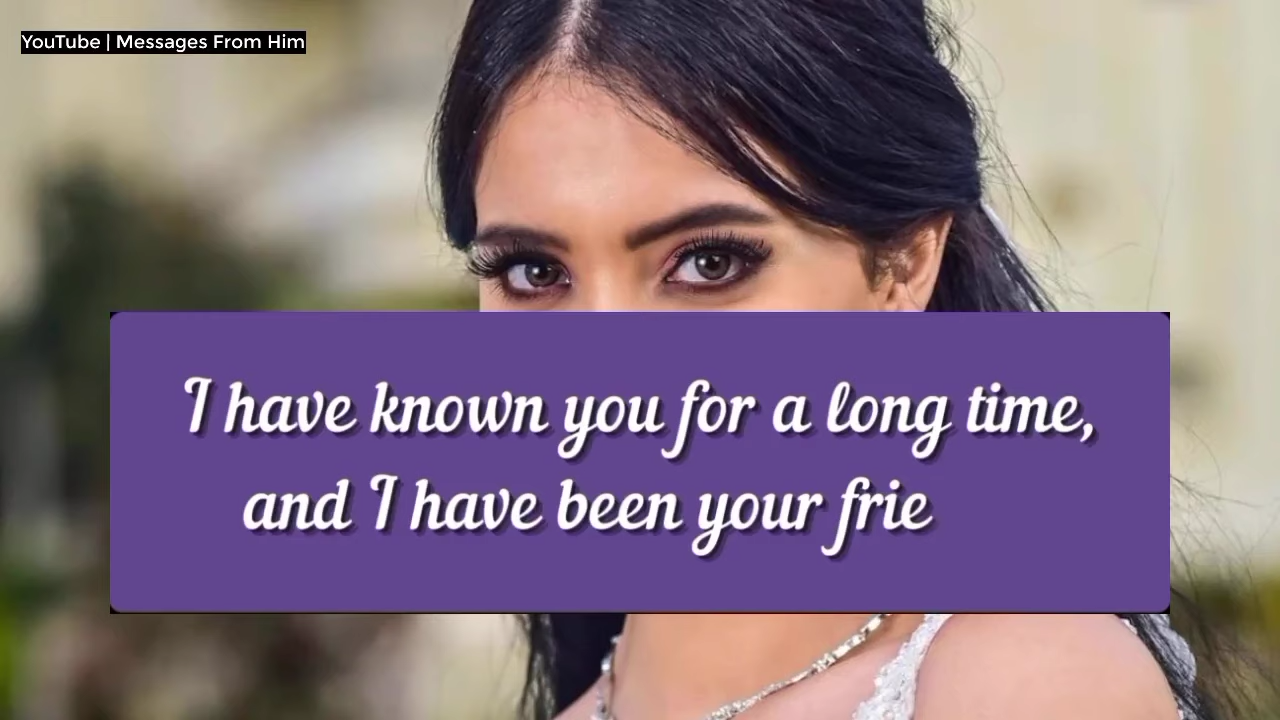 YouTube | Messages From Him
I have known you for a long time,
and I have been your frie